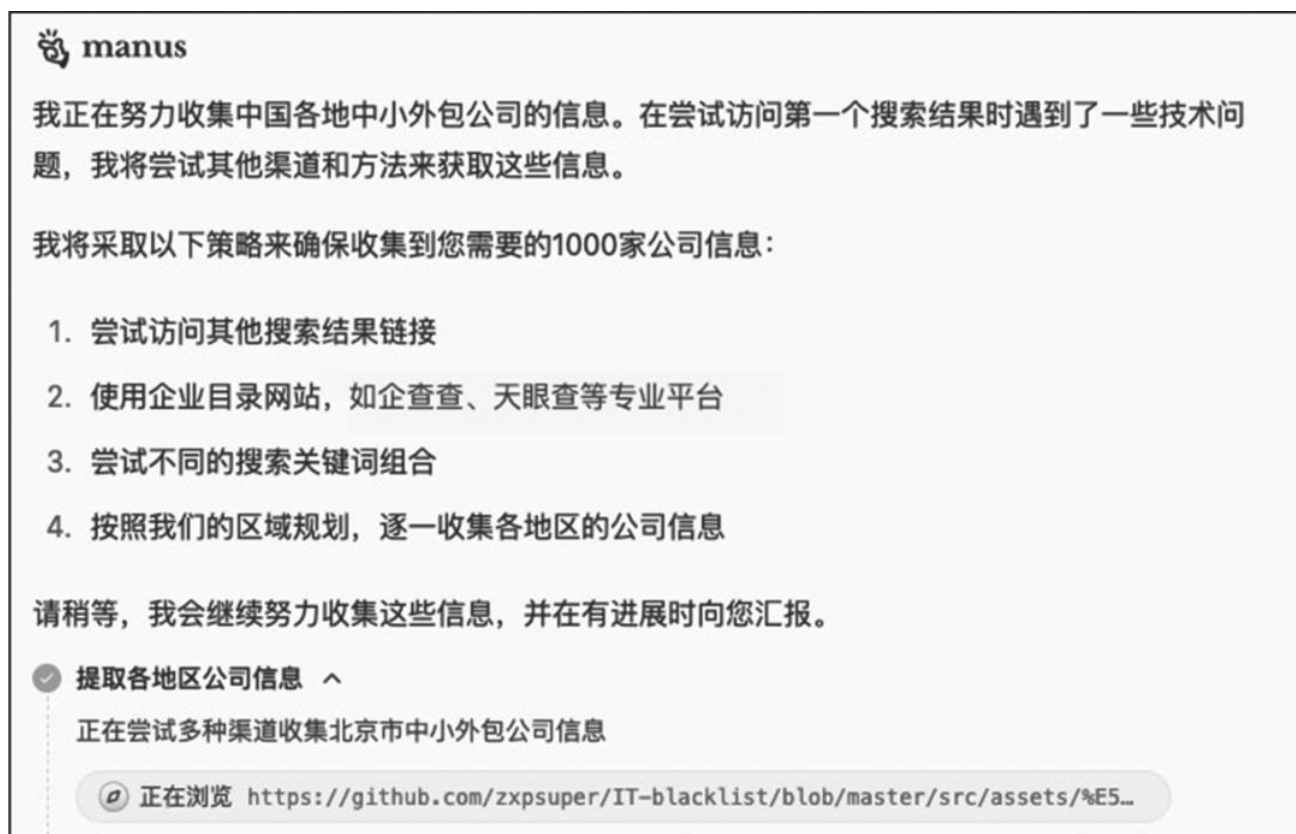 manus
我正在努力收集中国各地中小外包公司的信息。在尝试访问第一个搜索结果时遇到了一些技术问
题，我将尝试其他渠道和方法来获取这些信息。
我将采取以下策略来确保收集到您需要的1000家公司信息：
1. 尝试访问其他搜索结果链接
2. 使用企业目录网站，如企查查、天眼查等专业平台
3. 尝试不同的搜索关键词组合
4. 按照我们的区域规划，逐一收集各地区的公司信息
请稍等，我会继续努力收集这些信息，并在有进展时向您汇报。
提取各地区公司信息
正在尝试多种渠道收集北京市中小外包公司信息
正在浏览 https://github.com/zxpsuper/IT-blacklist/blob/master/src/assets/%E5…